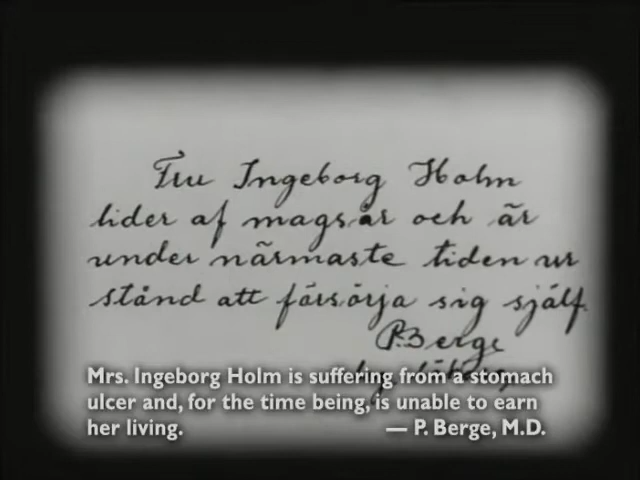 Fru Ingeborg Holm
lider af magsår och är
under närmaste tiden ur
stånd att försörja sig själf.
P. Berge
Mrs. Ingeborg Holm is suffering from a stomach
ulcer and, for the time being, is unable to earn
her living. — P. Berge, M.D.